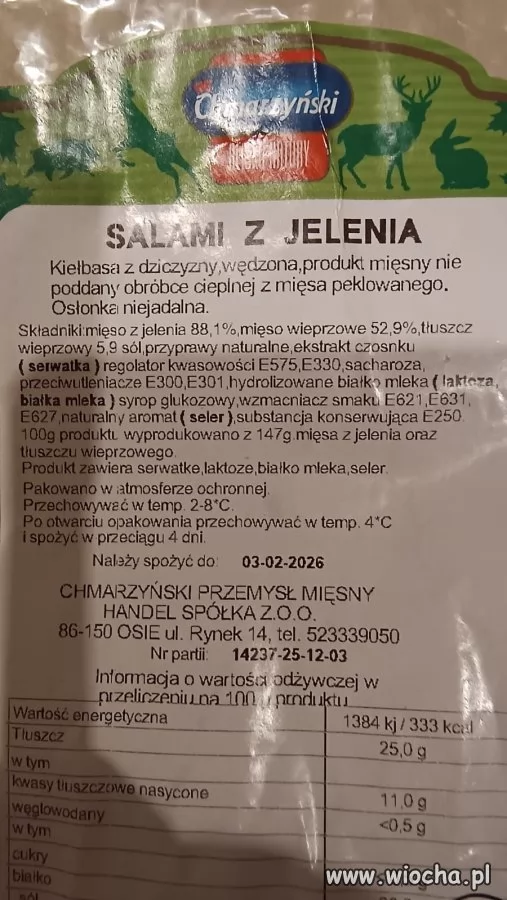 Chmarzyński
SALAMI Z JELENIA
Kiełbasa z dziczyzny,wędzona,produkt mięsny nie
poddany obróbce cieplnej z mięsa peklowanego.
Osłonka niejadalna.
Składniki:mięso z jelenia 88,1%,mięso wieprzowe 52,9%,tłuszcz
wieprzowy 5,9 sól,przyprawy naturalne,ekstrakt czosnku
( serwatka ) regolator kwasowości E575,E330,sacharoza,
przeciwutleniacze E300,E301,hydrolizowane białko mleka ( laktoza,
białka mleka ) syrop glukozowy,wzmacniacz smaku E621,E631,
E627,naturalny aromat ( seler ),substancja konserwująca E250.
100g produktu wyprodukowano z 147g.mięsa z jelenia oraz
tłuszczu wieprzowego.
Produkt zawiera serwatke,laktoze,białko mleka,seler.
Pakowano w atmosferze ochronnej.
Przechowywać w temp. 2-8*C.
Po otwarciu opakowania przechowywać w temp. 4*C
i spożyć w przeciągu 4 dni.
Należy spożyć do: 03-02-2026
CHMARZYŃSKI PRZEMYSŁ MIĘSNY
HANDEL SPÓŁKA Z.O.O.
86-150 OSIE ul. Rynek 14, tel. 523339050
Nr partii: 14237-25-12-03
Informacja o wartości odżywczej w
przeliczeniu na 100 g produktu
Wartość energetyczna 1384 kj / 333 kcal
Tłuszcz 25,0 g
w tym
kwasy tłuszczowe nasycone 11,0 g
węglowodany <0,5 g
w tym
cukry
białko
sól
www.wiocha.pl